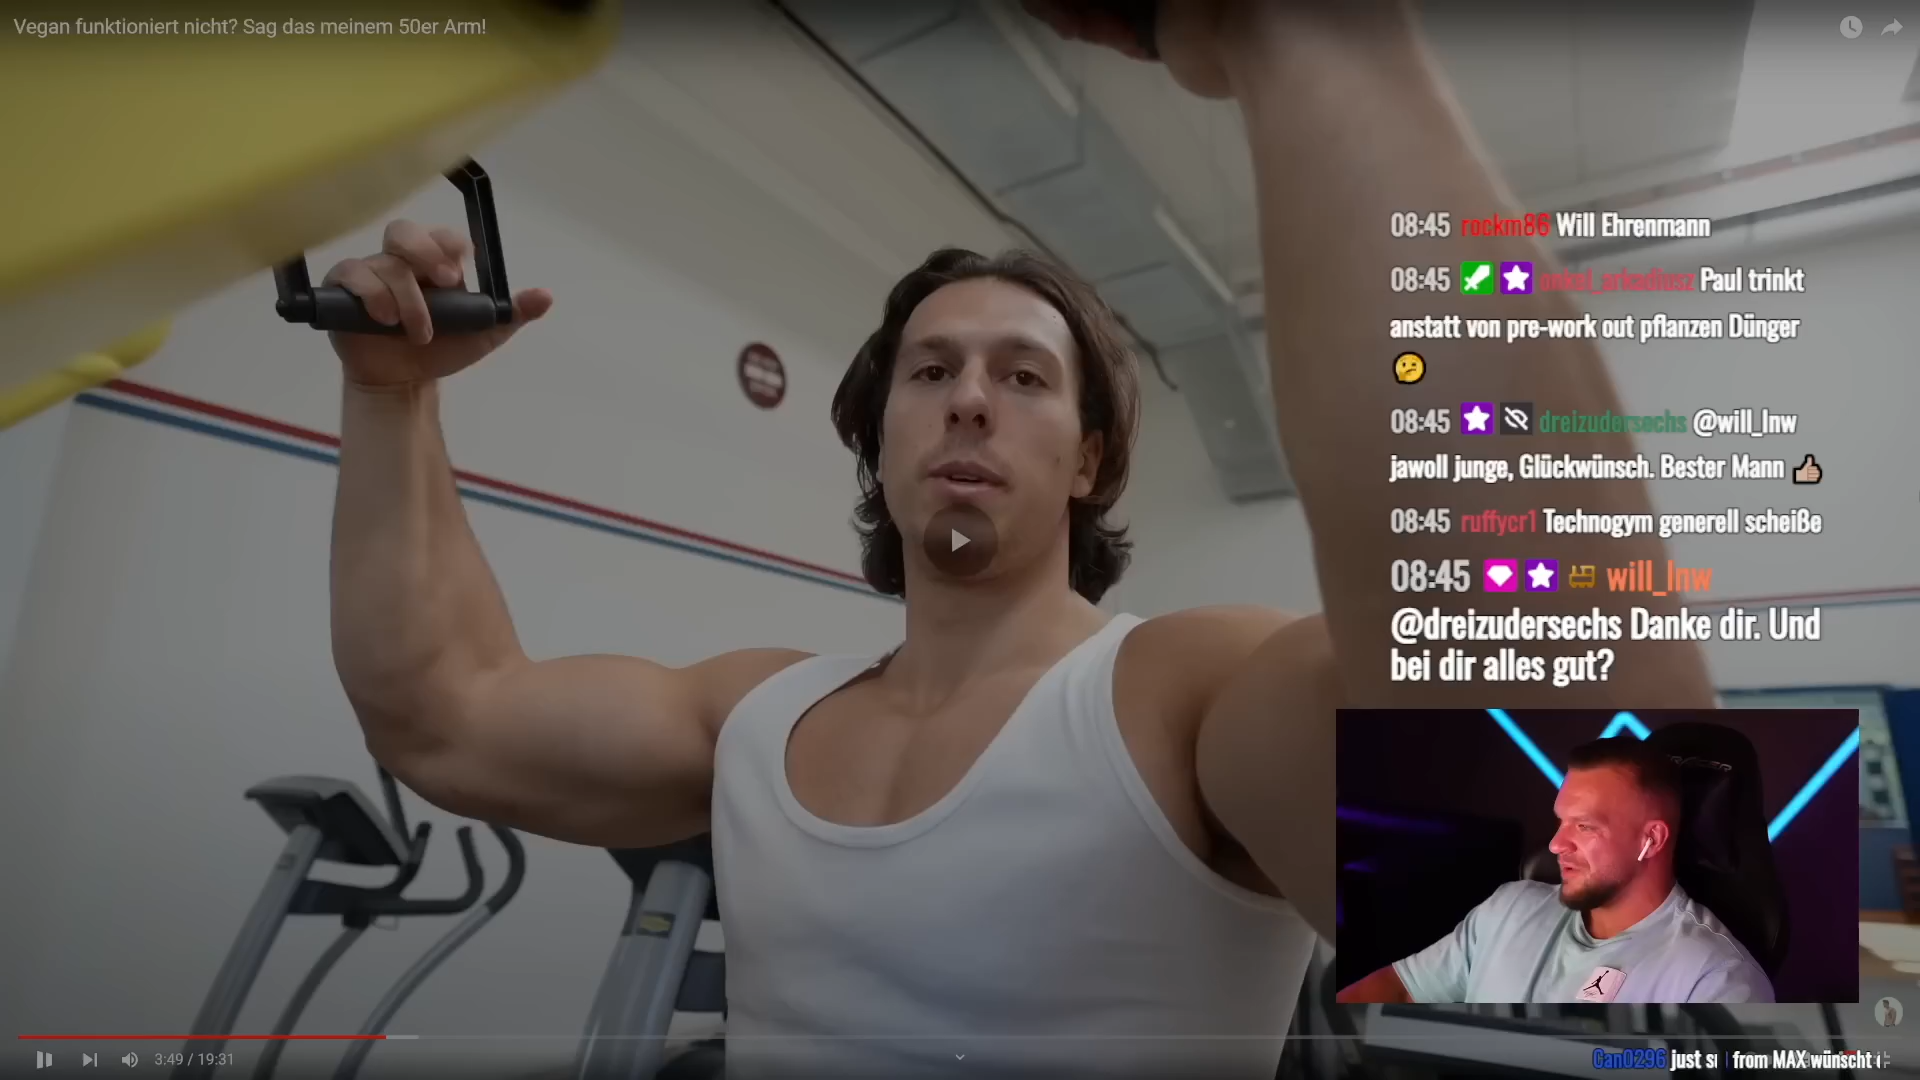 Vegan funktioniert nicht? Sag das meinem 50er Arm!
08:45 rockm86 Will Ehrenmann
08:45 onkel_arkadiusz Paul trinkt
anstatt von pre-work out pflanzen Dünger
🤔
08:45 dreizudersechs @will_lnw
jawoll junge, Glückwünsch. Bester Mann 👍🏼
08:45 ruffycr1 Technogym generell scheiße
08:45 will_lnw
@dreizudersechs Danke dir. Und
bei dir alles gut?
3:49 / 19:31
Can0296 just from MAX wünscht